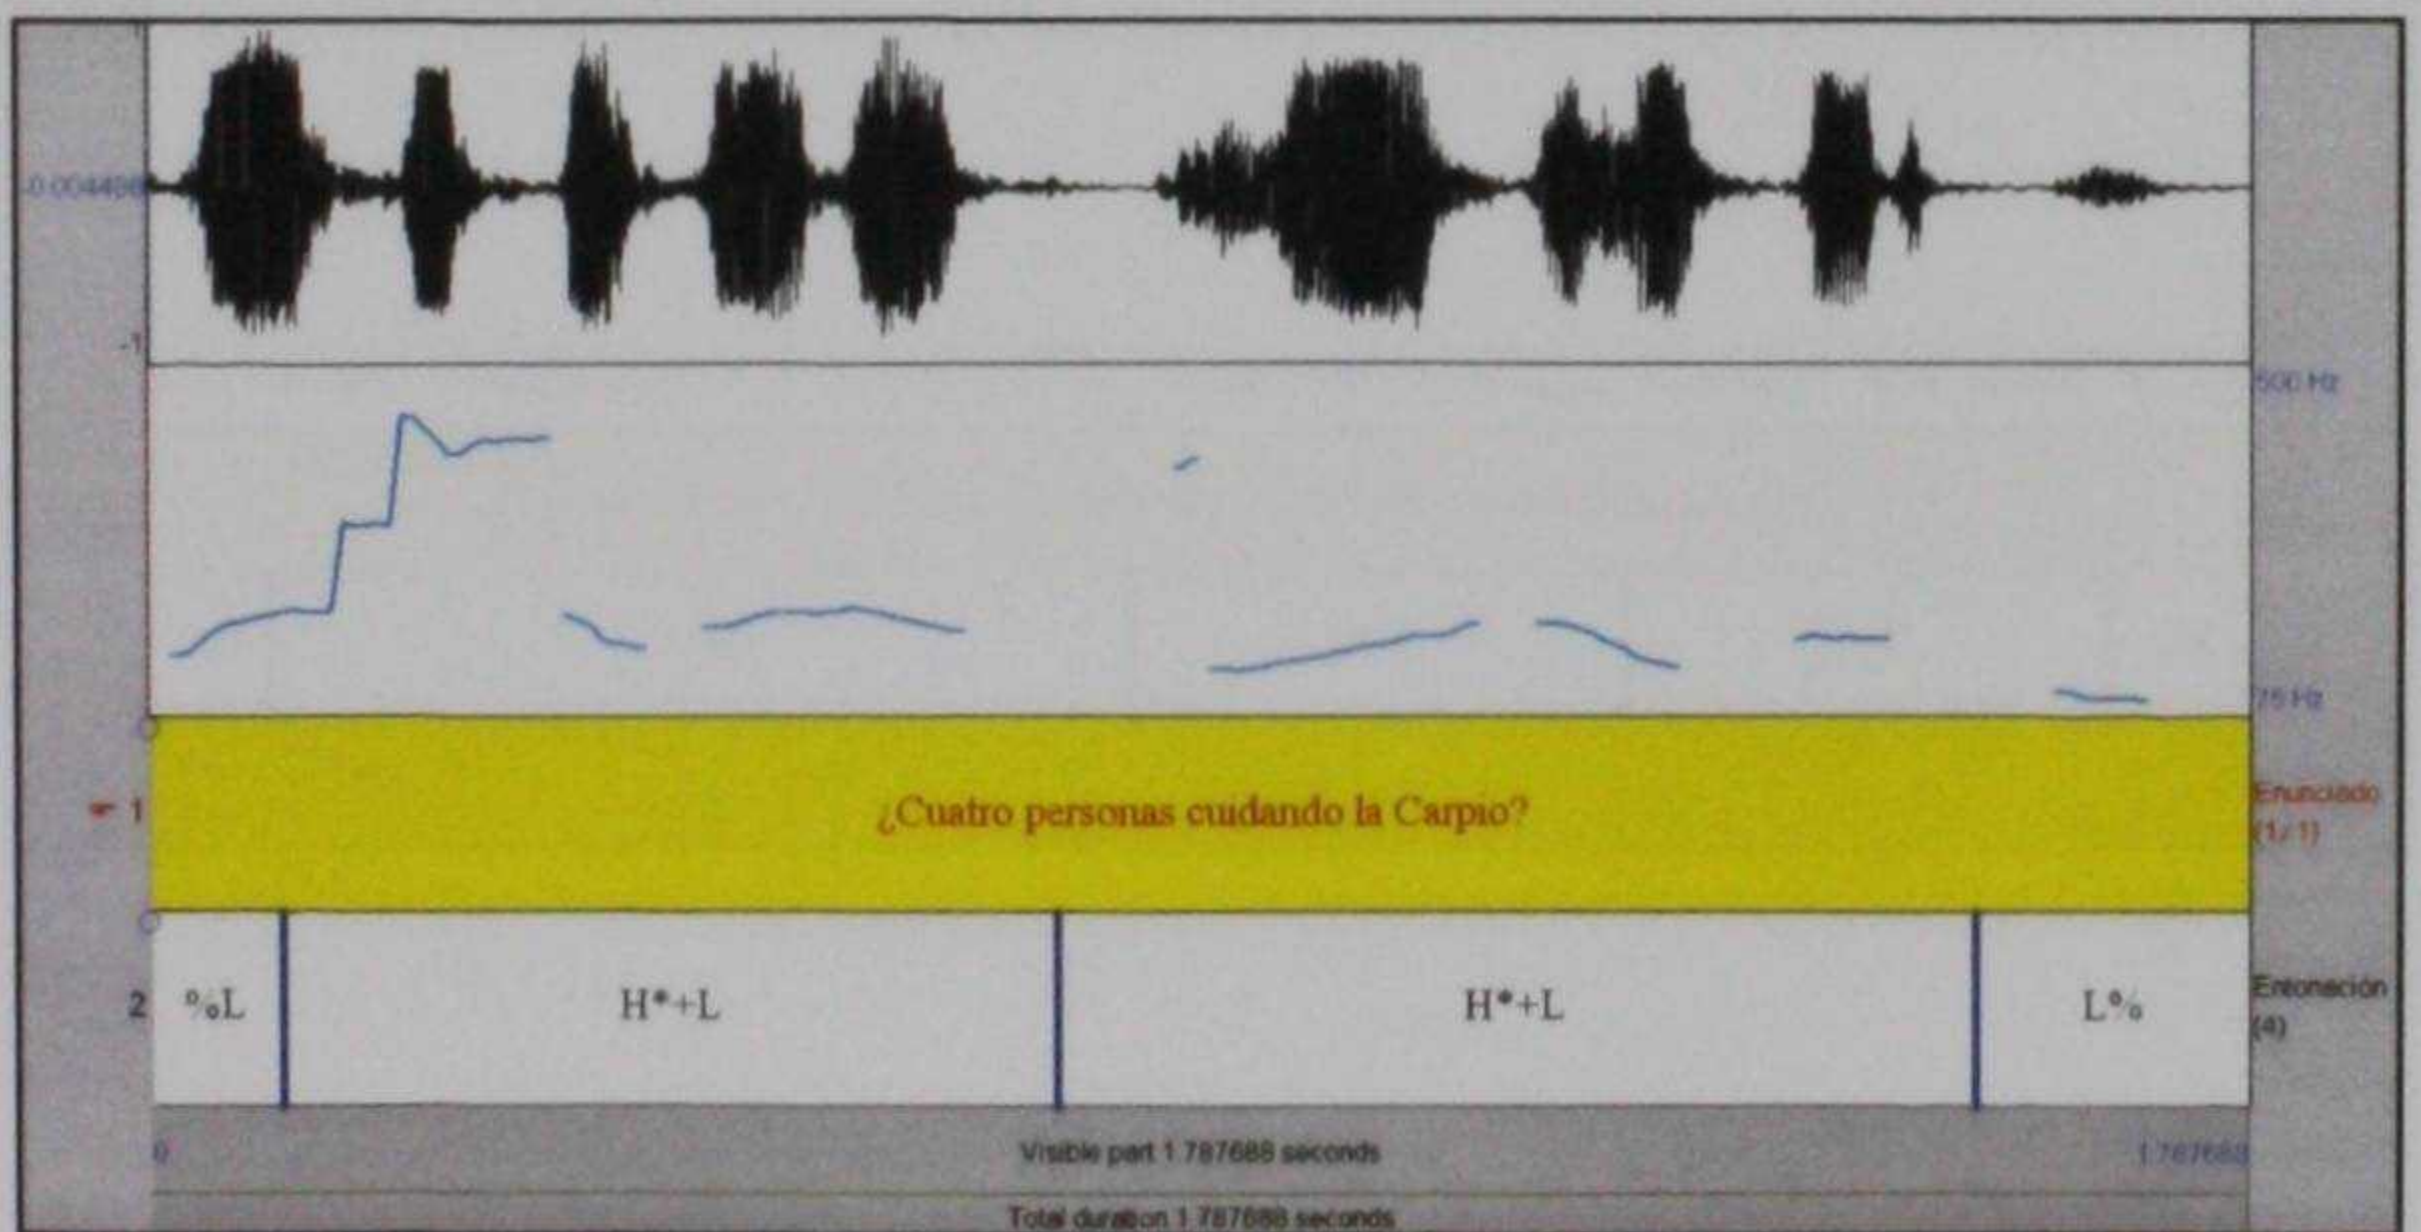 -1
500 Hz
75 Hz
1
¿Cuatro personas cuidando la Carpio?
Enunciado
(1/1)
2
%L
H*+L
H*+L
L%
Entonación
(4)
0
Visible part 1.787688 seconds
1.787688
Total duration 1.787688 seconds